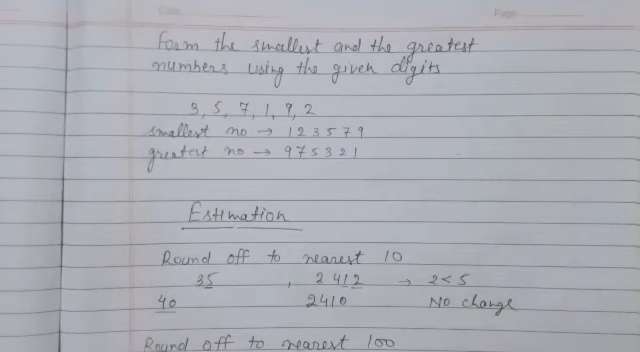 Date
Page
Form the smallest and the greatest
numbers using the given digits
3, 5, 7, 1, 9, 2
smallest no → 123579
greatest no → 975321
Estimation
Round off to nearest 10
35 , 2412 → 2<5
40 2410 No change
Round off to nearest 100